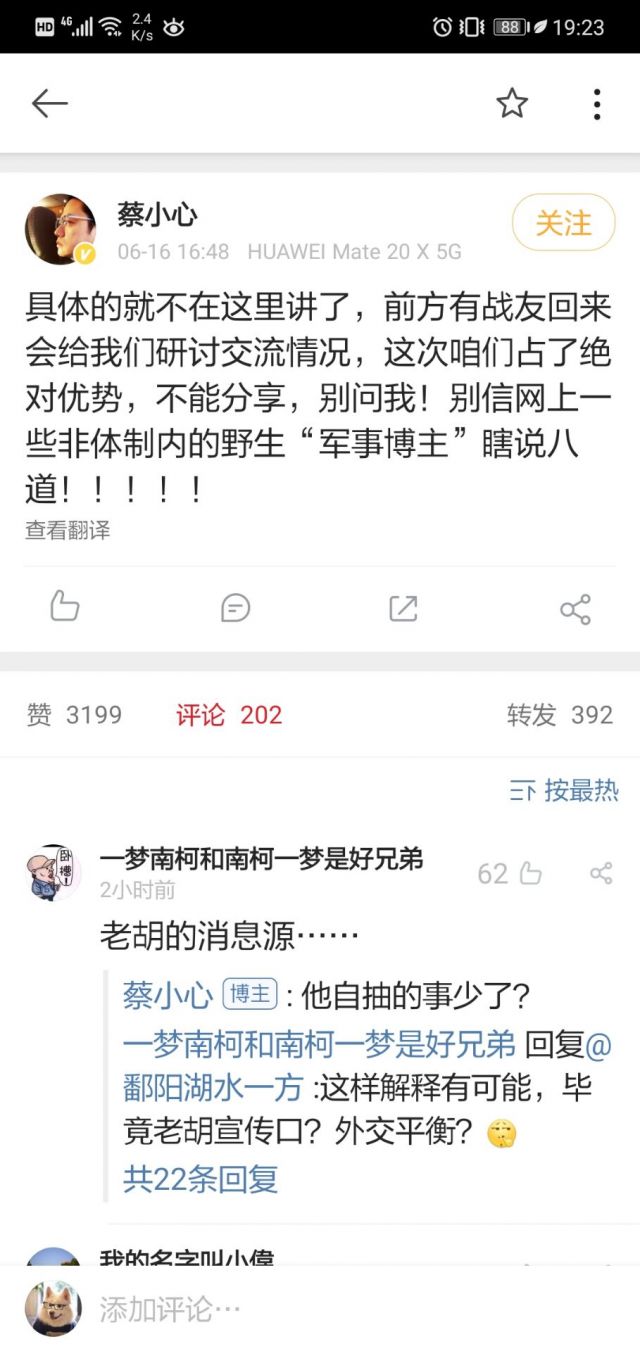 HD 4G 2.4 K/s 88 19:23
蔡小心
关注
06-16 16:48 HUAWEI Mate 20 X 5G
具体的就不在这里讲了，前方有战友回来
会给我们研讨交流情况，这次咱们占了绝
对优势，不能分享，别问我！别信网上一
些非体制内的野生“军事博主”瞎说八
道！！！！！
查看翻译
赞 3199 评论 202 转发 392
按最热
一梦南柯和南柯一梦是好兄弟
2小时前
62
老胡的消息源……
蔡小心 博主 : 他自抽的事少了?
一梦南柯和南柯一梦是好兄弟 回复@
鄱阳湖水一方 :这样解释有可能，毕
竟老胡宣传口？外交平衡？
共22条回复
我的名字叫小偉
添加评论…